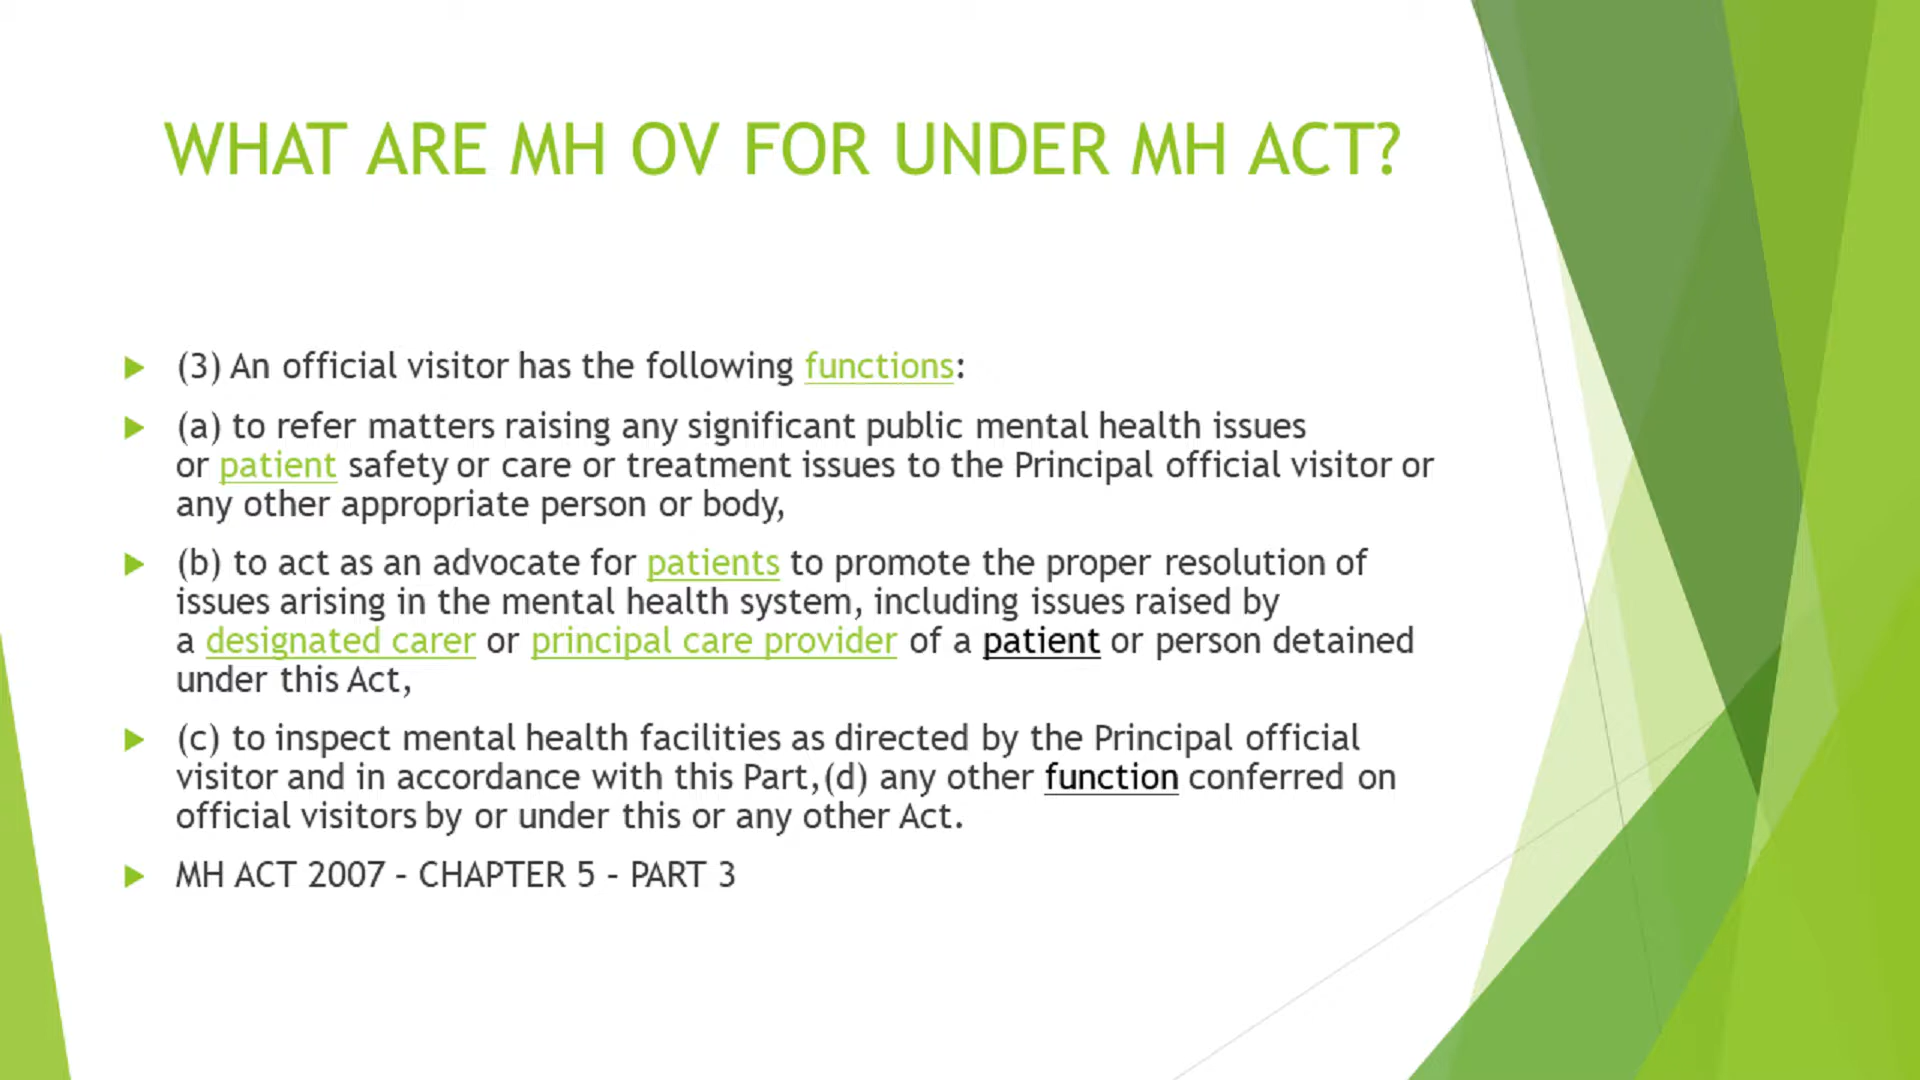 WHAT ARE MH OV FOR UNDER MH ACT?
(3) An official visitor has the following functions:
(a) to refer matters raising any significant public mental health issues
or patient safety or care or treatment issues to the Principal official visitor or
any other appropriate person or body,
(b) to act as an advocate for patients to promote the proper resolution of
issues arising in the mental health system, including issues raised by
a designated carer or principal care provider of a patient or person detained
under this Act,
(c) to inspect mental health facilities as directed by the Principal official
visitor and in accordance with this Part,(d) any other function conferred on
official visitors by or under this or any other Act.
MH ACT 2007 – CHAPTER 5 – PART 3